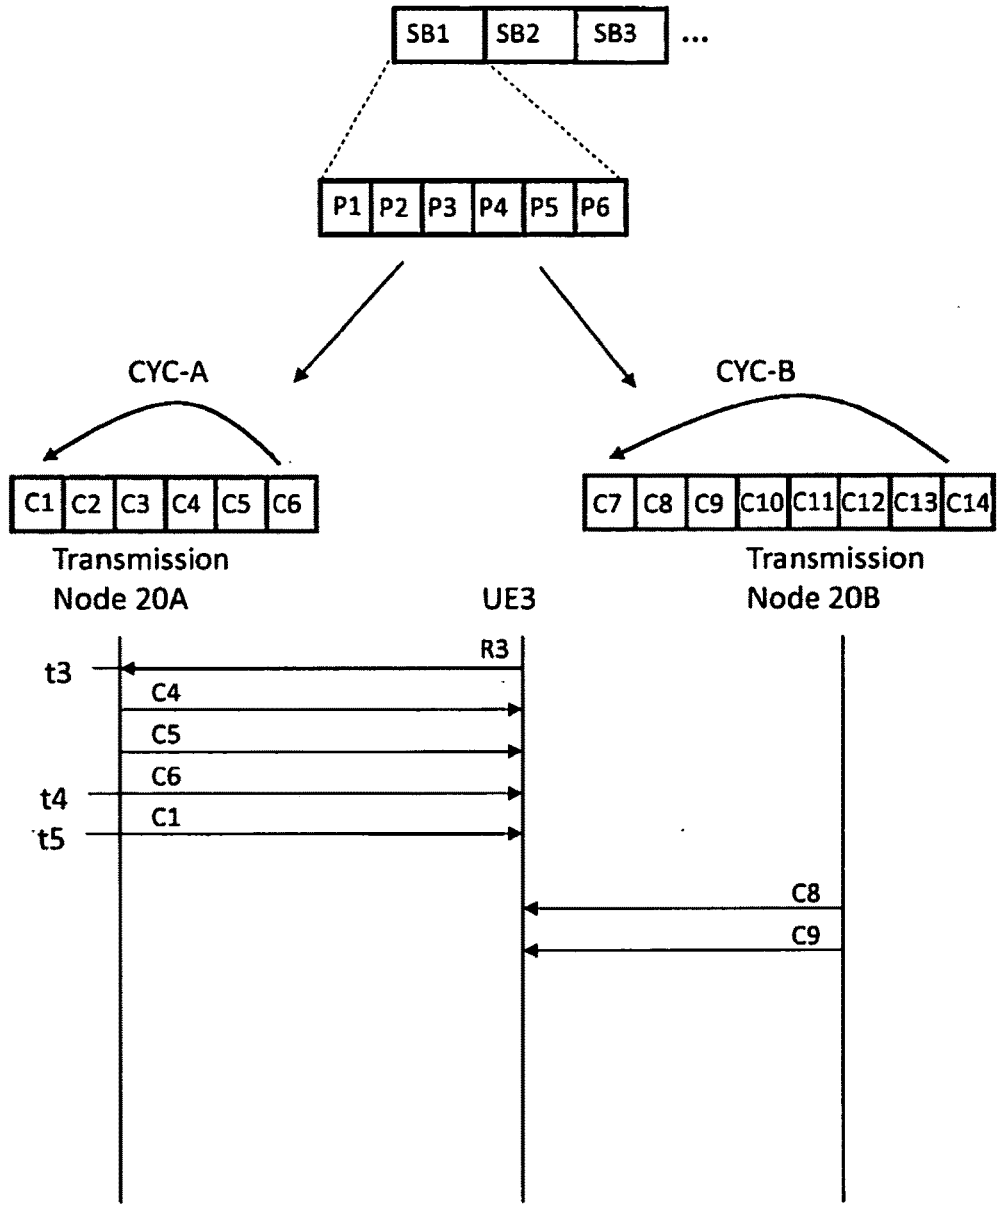 SB1 SB2 SB3 ...
P1 P2 P3 P4 P5 P6
CYC-A CYC-B
C1 C2 C3 C4 C5 C6 C7 C8 C9 C10 C11 C12 C13 C14
Transmission Transmission
Node 20A UE3 Node 20B
R3
t3
C4
C5
C6
t4
C1
t5
C8
C9